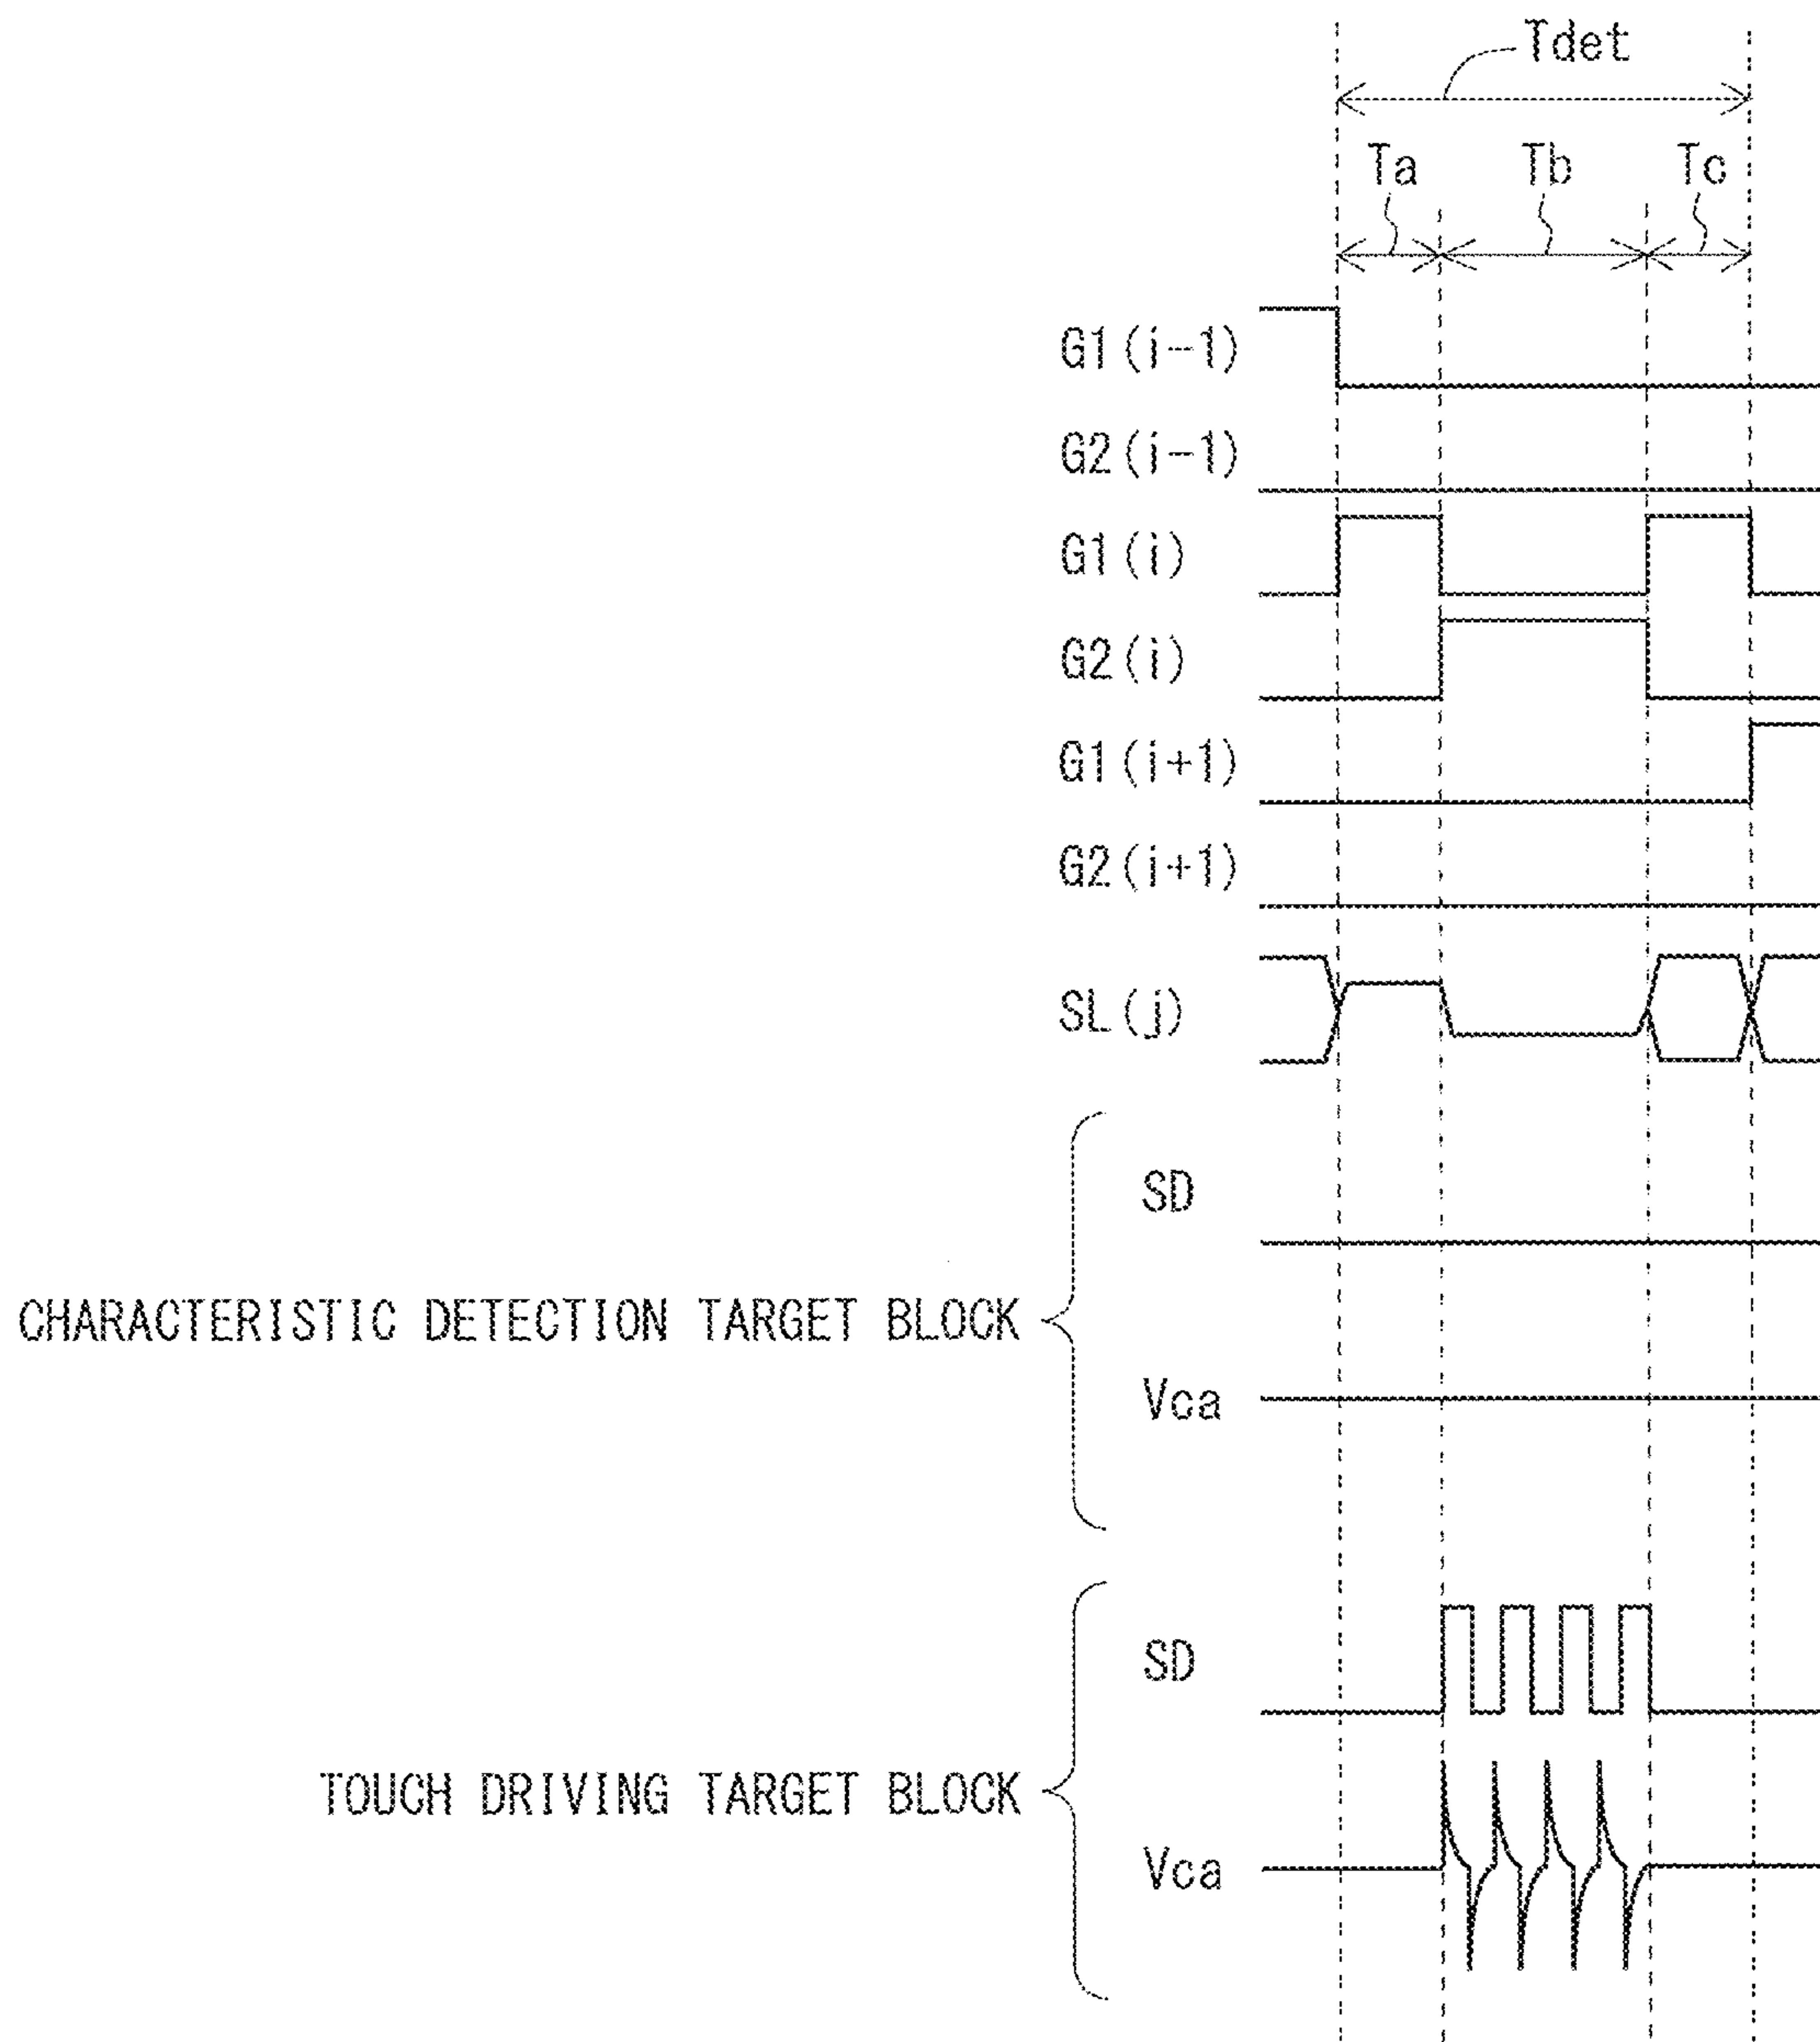 Tdet
Ta Tb Tc
G1(i-1)
G2(i-1)
G1(i)
G2(i)
G1(i+1)
G2(i+1)
SL(j)
SD
CHARACTERISTIC DETECTION TARGET BLOCK
Vca
SD
TOUCH DRIVING TARGET BLOCK
Vca